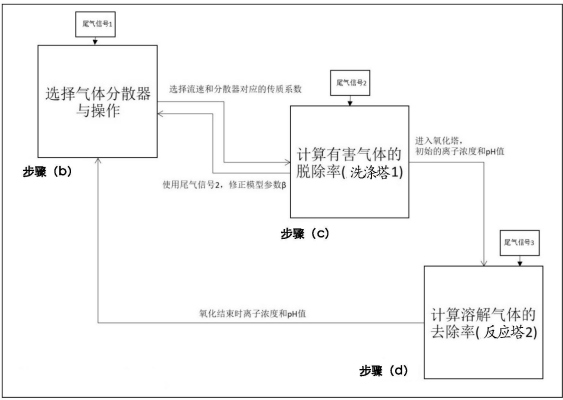 尾气信号1
选择气体分散器
与操作
步骤（b）
选择流速和分散器对应的传质系数
使用尾气信号2，修正模型参数β
尾气信号2
计算有害气体的
脱除率( 洗涤塔1)
步骤（c）
进入氧化塔，
初始的离子浓度和pH值
尾气信号3
计算溶解气体的
去除率( 反应塔2)
步骤（d）
氧化结束时离子浓度和pH值